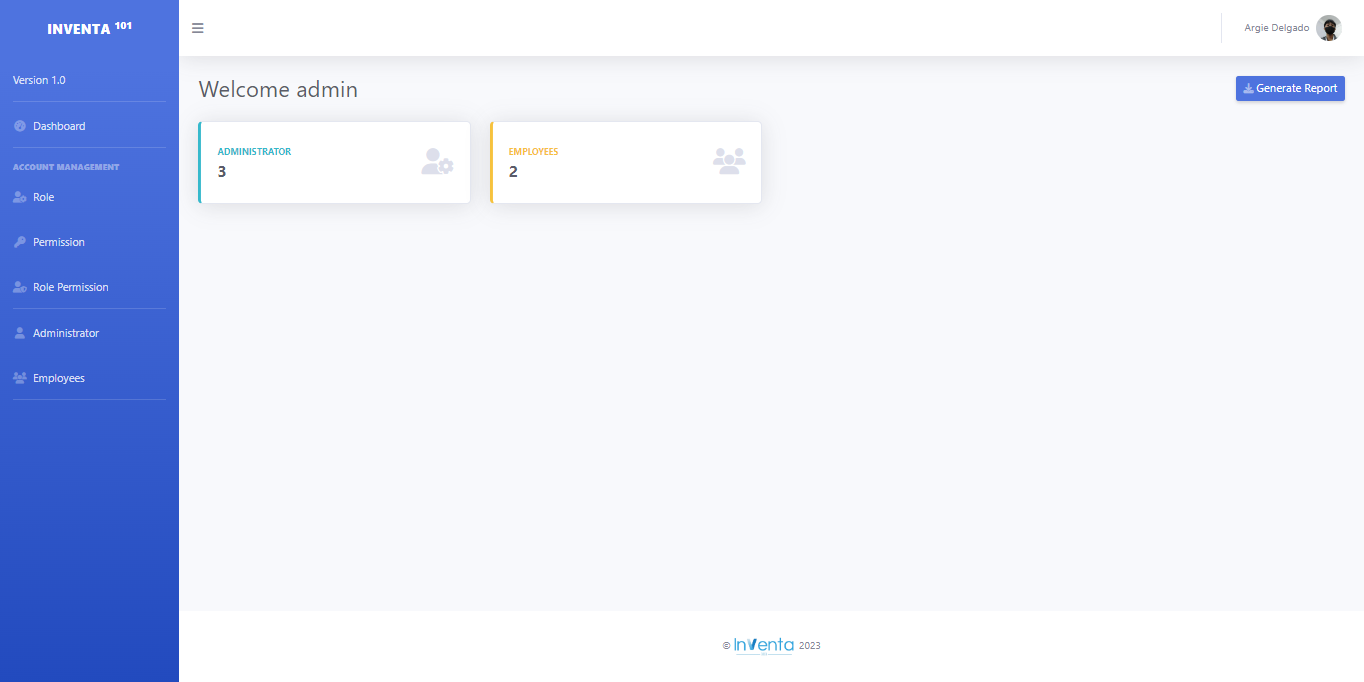 INVENTA 101
Argie Delgado
Version 1.0
Dashboard
ACCOUNT MANAGEMENT
Role
Permission
Role Permission
Administrator
Employees
Welcome admin
Generate Report
ADMINISTRATOR
3
EMPLOYEES
2
© Inventa 2023